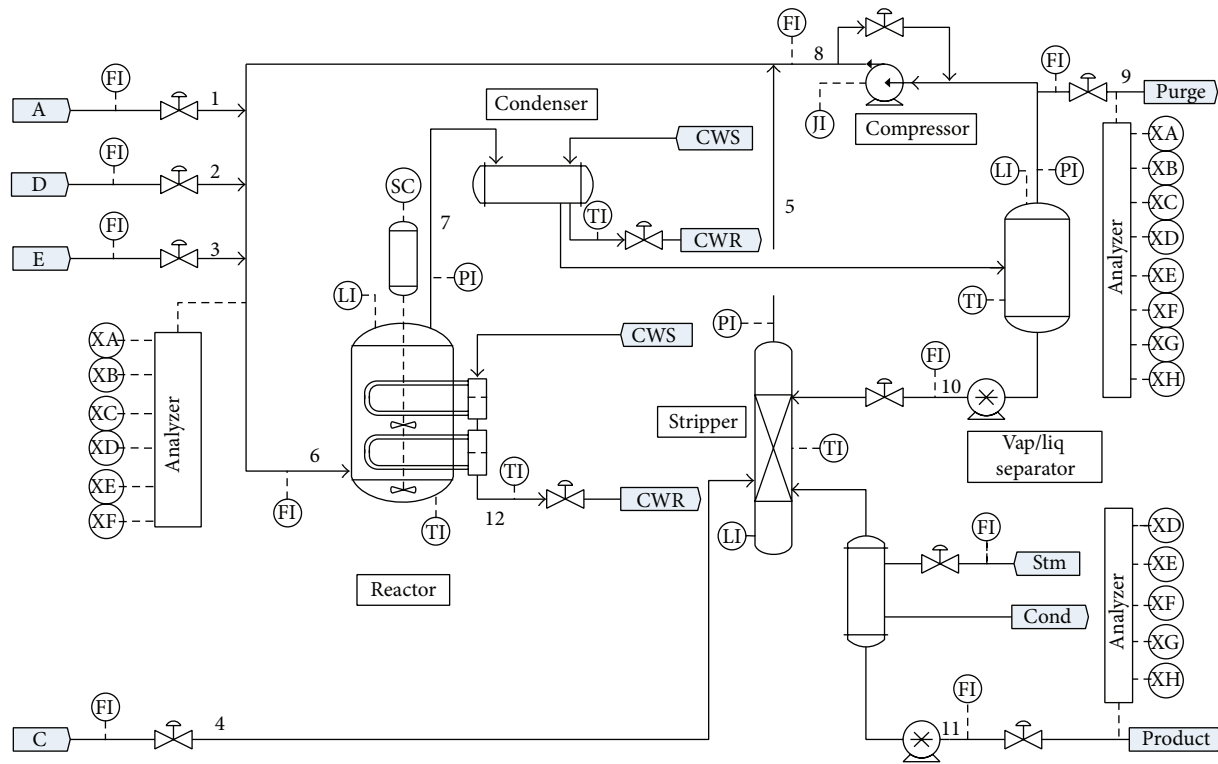 FI
8
FI
9
Purge
FI
A
1
Condenser
JI
Compressor
CWS
XA
XB
XC
XD
XE
XF
XG
XH
Analyzer
FI
D
2
SC
LI
PI
7
TI
CWR
5
FI
E
3
PI
LI
TI
XA
XB
XC
XD
XE
XF
Analyzer
CWS
PI
FI
10
Stripper
TI
Vap/liq
separator
6
FI
TI
12
CWR
TI
LI
FI
Stm
Cond
Reactor
XD
XE
XF
XG
XH
Analyzer
FI
C
4
FI
11
Product